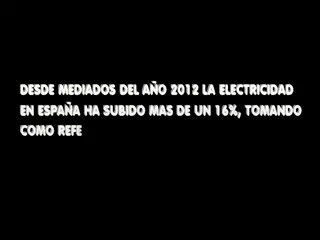 DESDE MEDIADOS DEL AÑO 2012 LA ELECTRICIDAD
EN ESPAÑA HA SUBIDO MAS DE UN 16%, TOMANDO
COMO REFE